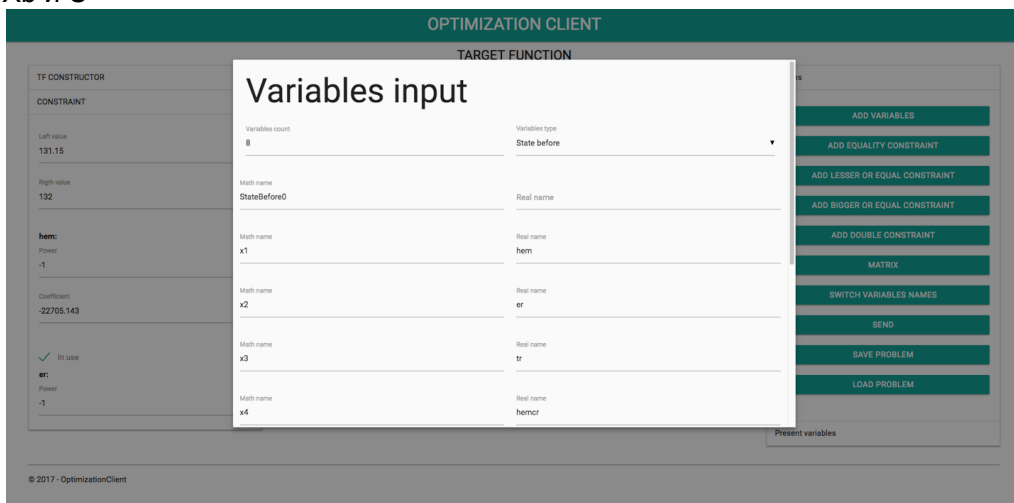 OPTIMIZATION CLIENT
TARGET FUNCTION
TF CONSTRUCTOR
CONSTRAINT
Left value
131.15
Rigth value
132
hem:
Power
-1
Coefficient
-22705.143
In use
er:
Power
-1
Variables input
Variables count
8
Variables type
State before
Math name
StateBefore0
Real name
Math name
x1
Real name
hem
Math name
x2
Real name
er
Math name
x3
Real name
tr
Math name
x4
Real name
hemcr
ADD VARIABLES
ADD EQUALITY CONSTRAINT
ADD LESSER OR EQUAL CONSTRAINT
ADD BIGGER OR EQUAL CONSTRAINT
ADD DOUBLE CONSTRAINT
MATRIX
SWITCH VARIABLES NAMES
SEND
SAVE PROBLEM
LOAD PROBLEM
Present variables
© 2017 - OptimizationClient